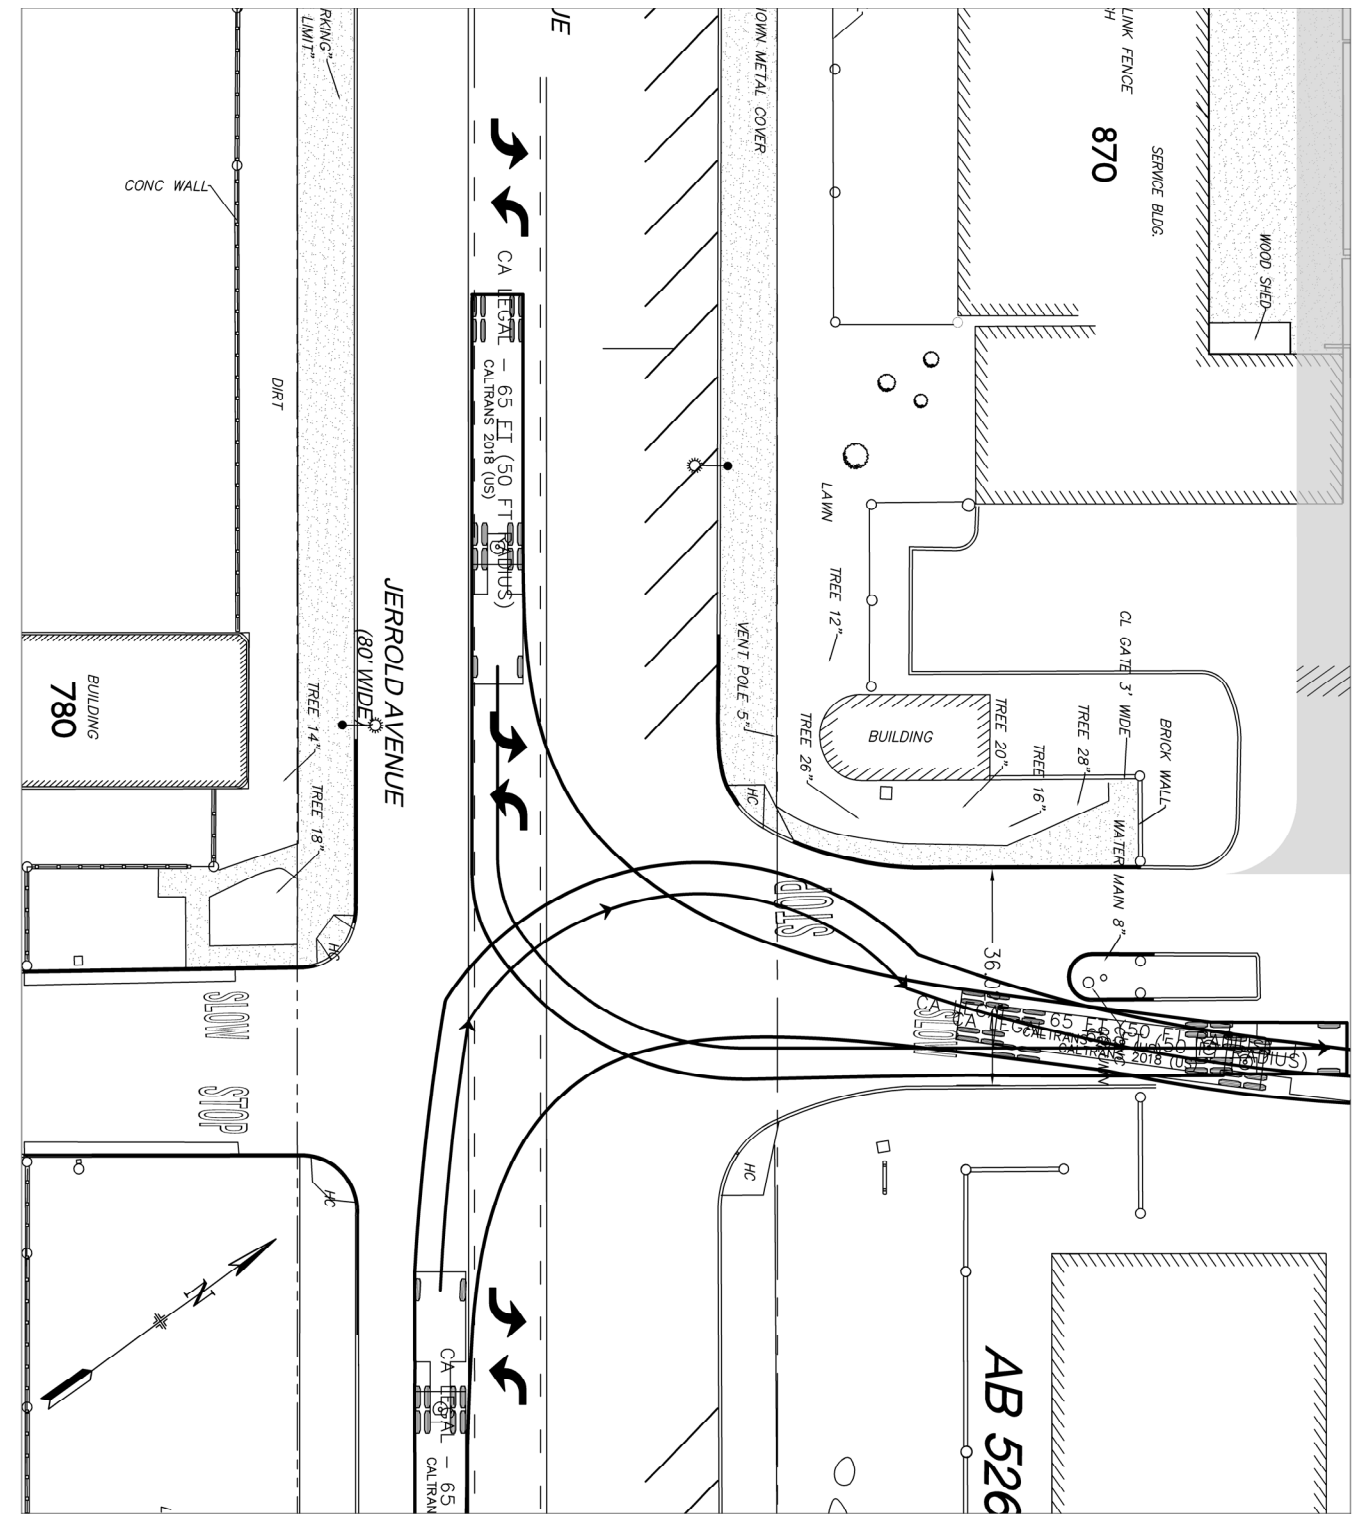 RKING"
LIMIT"
UE
NOWN METAL COVER
LINK FENCE
CH
870
SERVICE BLDG.
WOOD SHED
CONC WALL
DIRT
CA LEGAL - 65 FT (50 FT RADIUS)
CALTRANS 2018 (US)
LAWN
TREE 12"
CL GATE 3' WIDE
BUILDING
780
JERROLD AVENUE
(80' WIDE)
TREE 14"
TREE 18"
VENT POLE 5"
BUILDING
TREE 26"
TREE 20"
TREE 16"
TREE 28"
BRICK WALL
HC
WATER MAIN 8"
STOP
36.0
HC
SLOW
STOP
SLOW
CA LEGAL - 65 FT (50 FT RADIUS)
CALTRANS 2018 (US)
HC
HC
N
CA LEGAL - 65
CALTRAN
AB 526